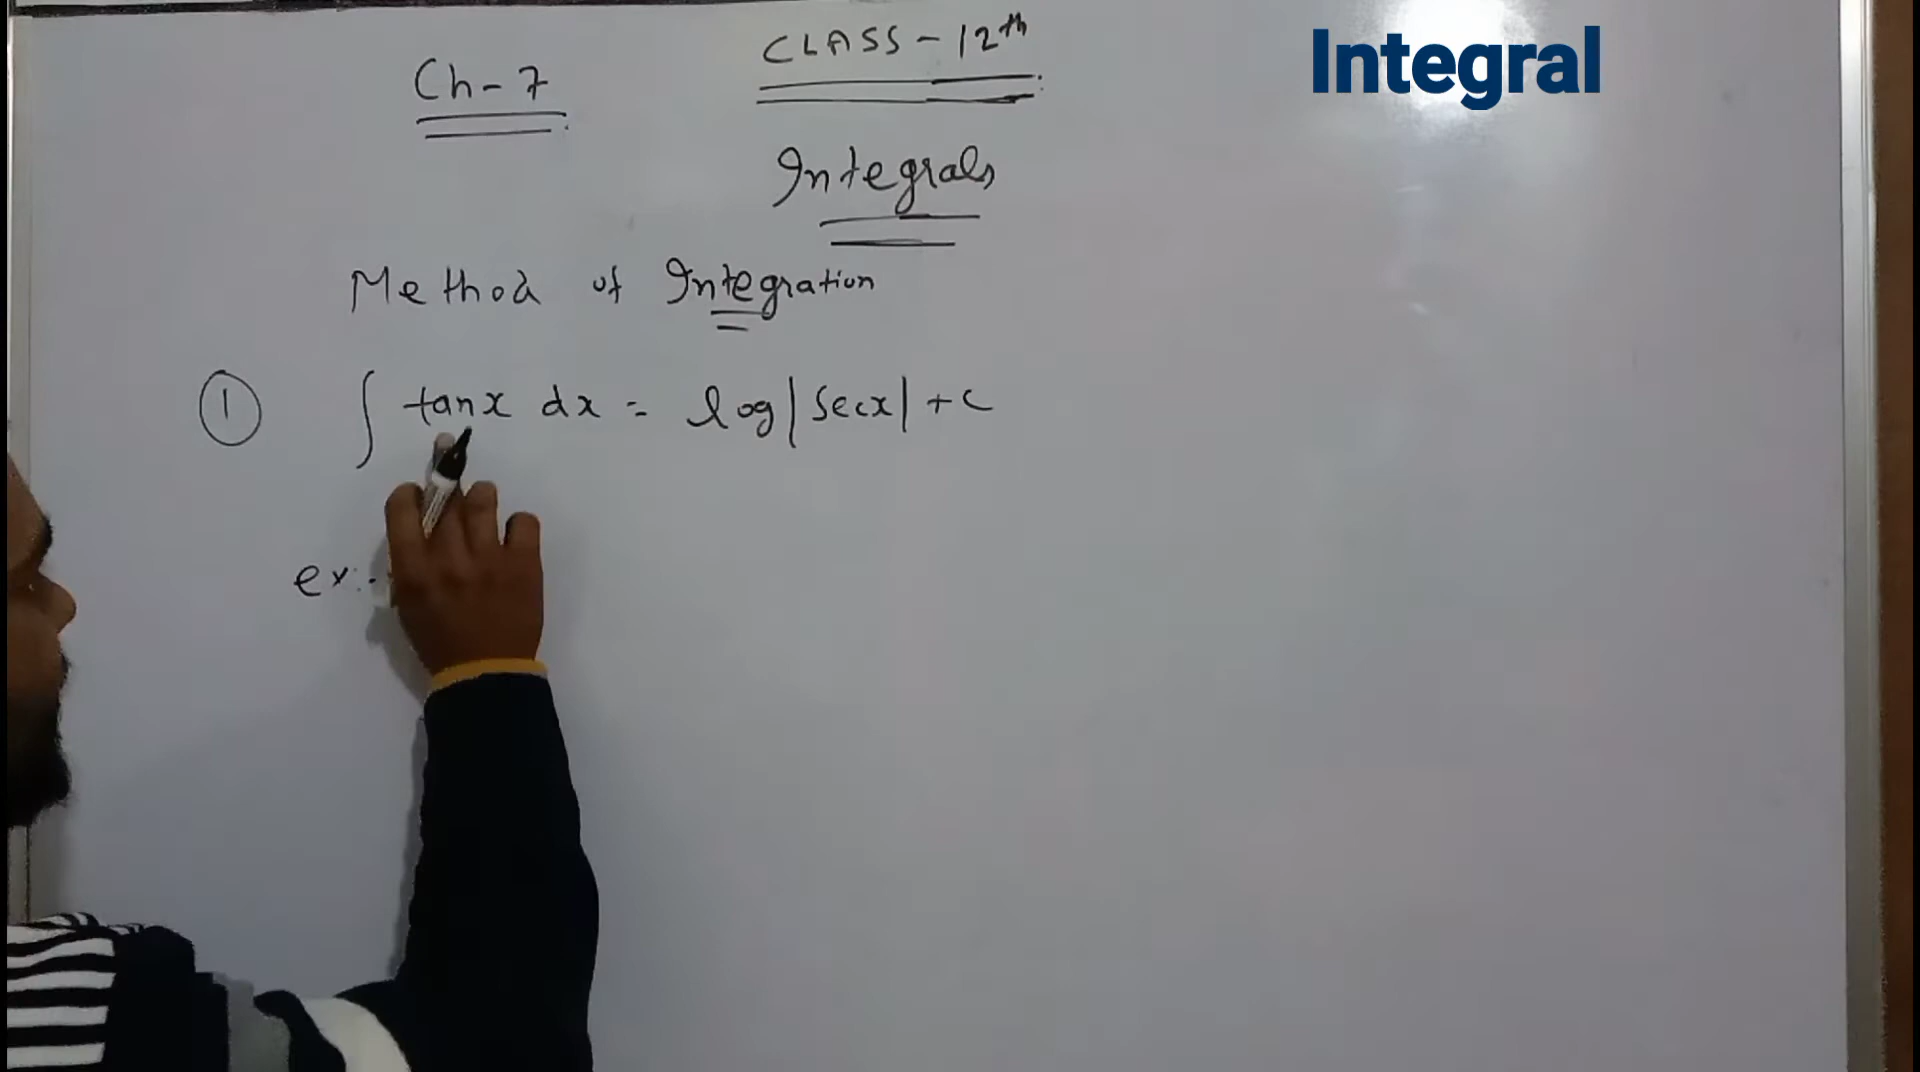 Integral
Ch-7
CLASS-12th
Integrals
Method of Integration
① ∫ tanx dx = log|secx| + c
ex:-